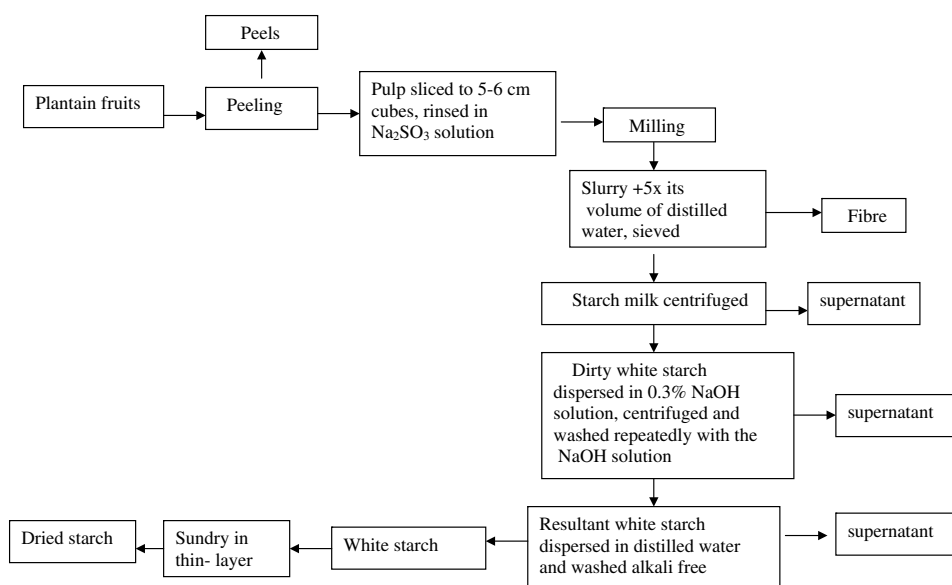 Peels
Plantain fruits
Peeling
Pulp sliced to 5-6 cm
cubes, rinsed in
Na₂SO₃ solution
Milling
Slurry +5x its
volume of distilled
water, sieved
Fibre
Starch milk centrifuged
supernatant
Dirty white starch
dispersed in 0.3% NaOH
solution, centrifuged and
washed repeatedly with the
NaOH solution
supernatant
Resultant white starch
dispersed in distilled water
and washed alkali free
supernatant
White starch
Sundry in
thin- layer
Dried starch